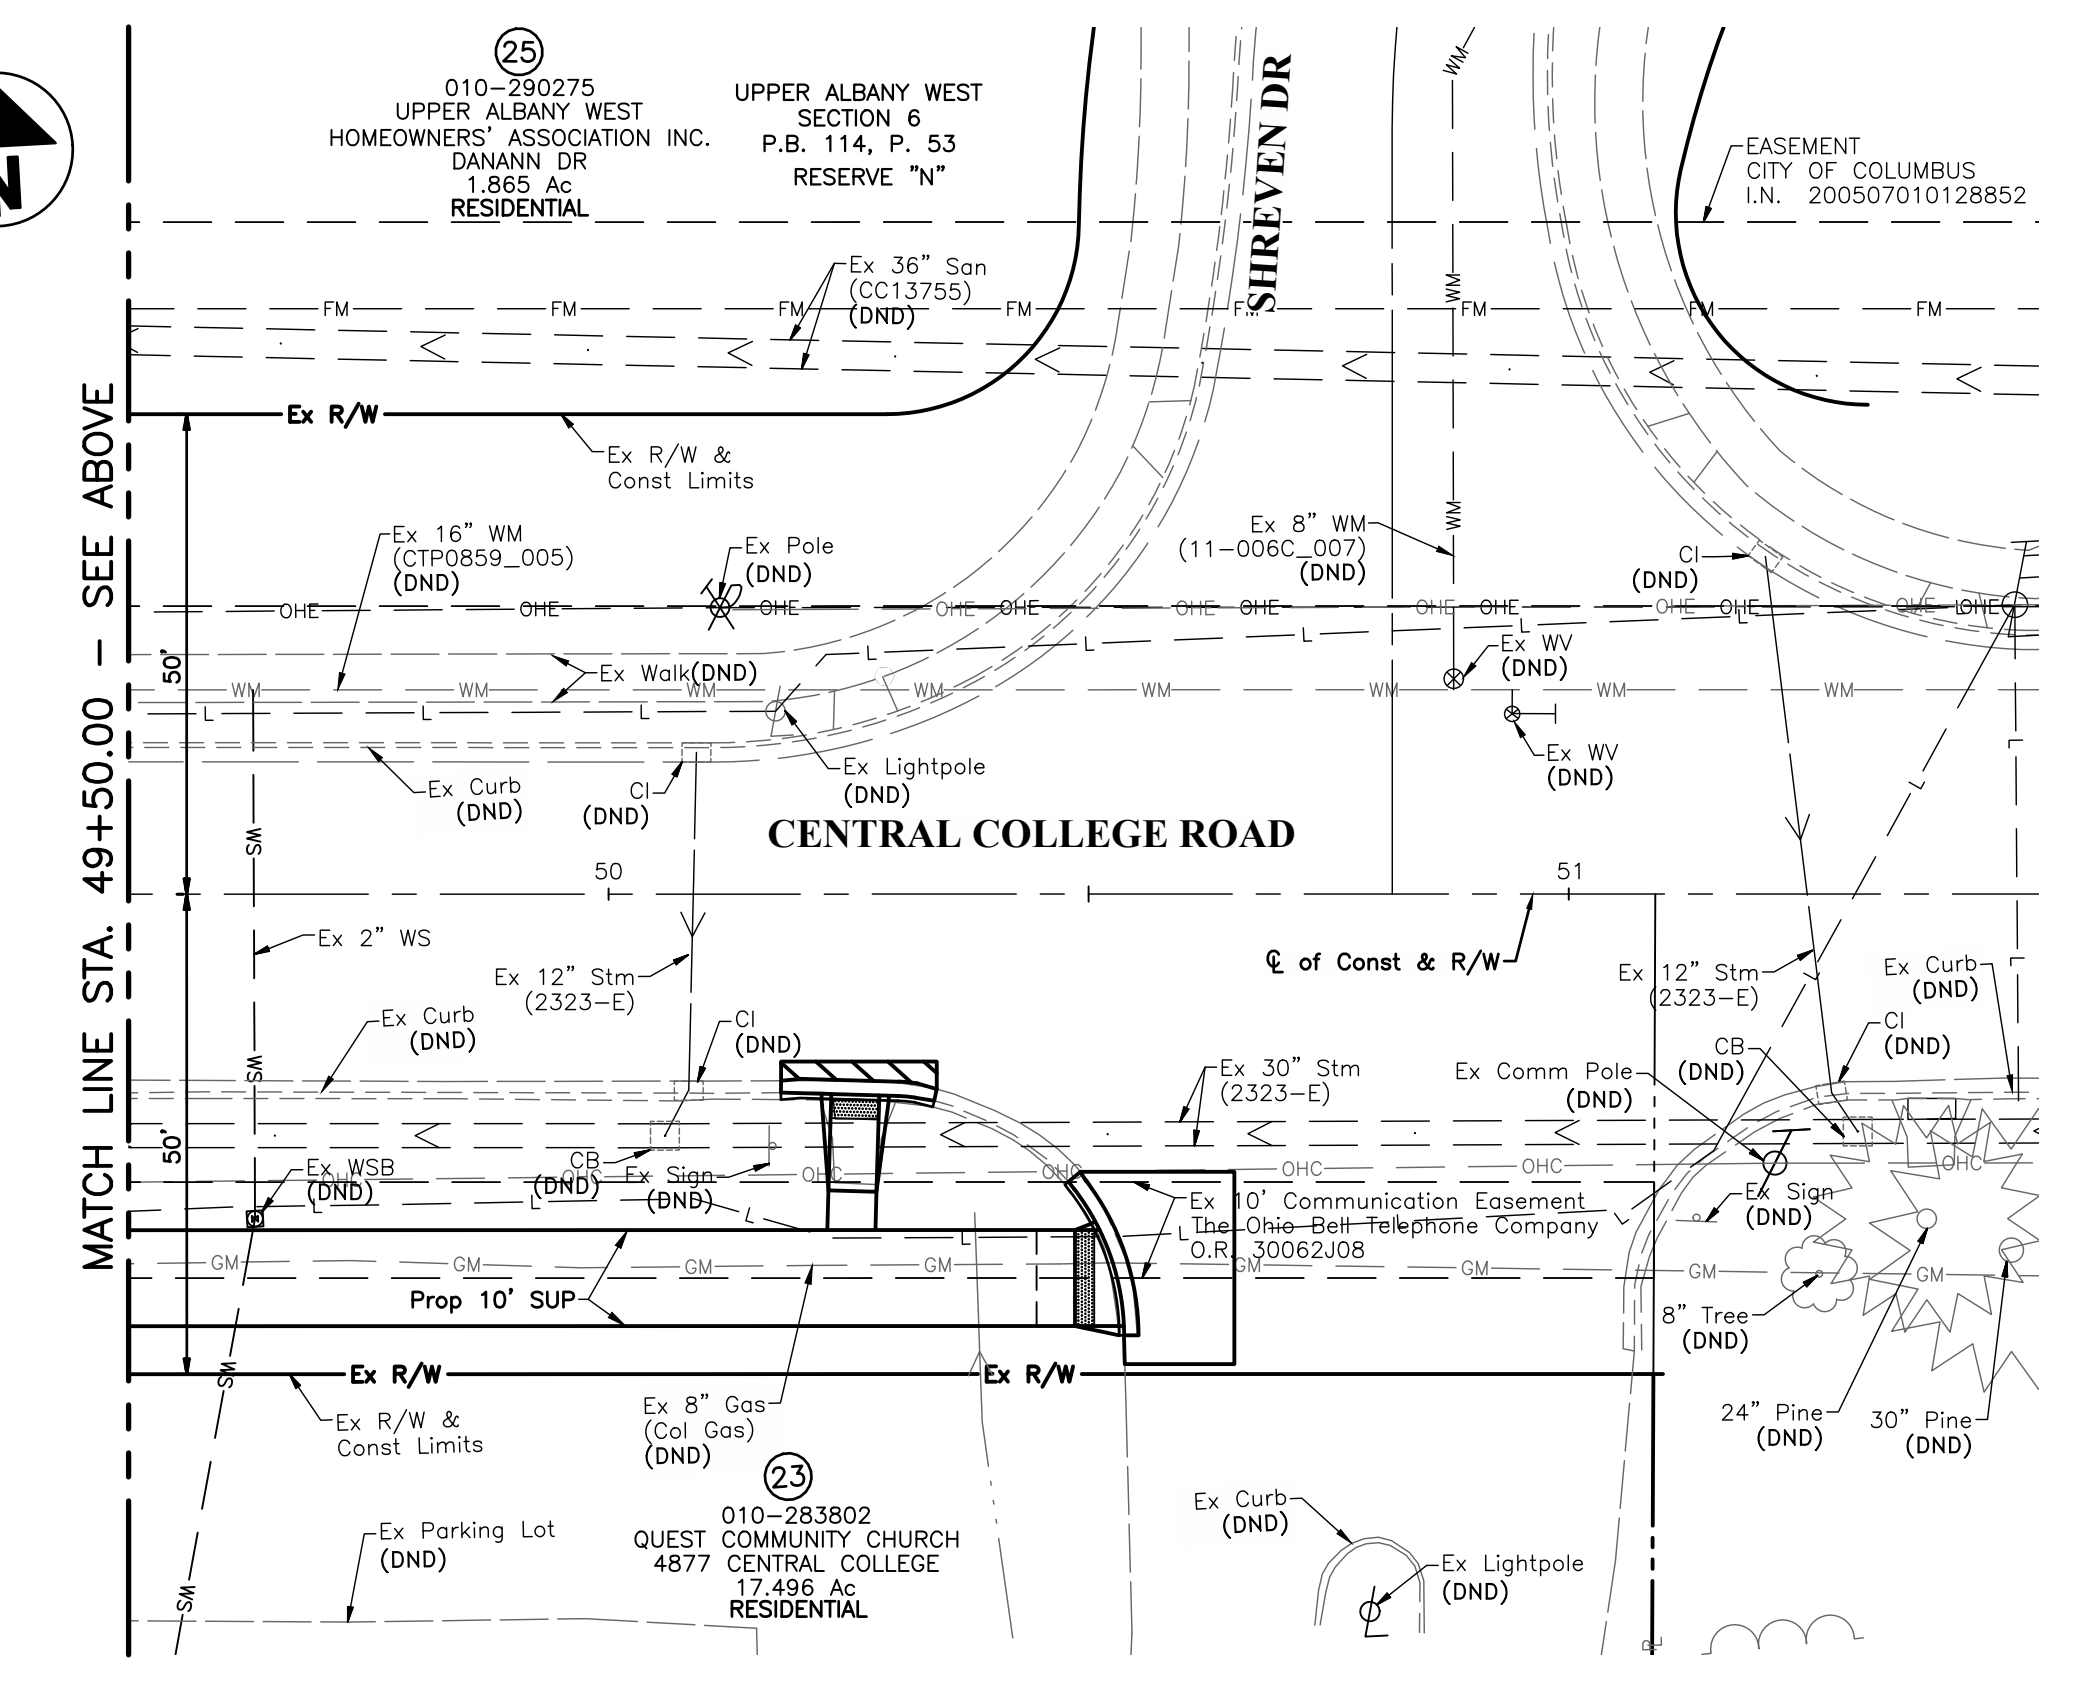 25
010-290275
UPPER ALBANY WEST
HOMEOWNERS' ASSOCIATION INC.
DANANN DR
1.865 Ac
RESIDENTIAL
UPPER ALBANY WEST
SECTION 6
P.B. 114, P. 53
RESERVE "N"
SHREVEN DR
WM
EASEMENT
CITY OF COLUMBUS
I.N. 200507010128852
N
Ex 36" San
(CC13755)
(DND)
WM
FM FM FM FM FM FM FM FM
Ex R/W
Ex R/W &
Const Limits
MATCH LINE STA. 49+50.00 - SEE ABOVE
50'
Ex 16" WM
(CTP0859_005)
(DND)
Ex Pole
(DND)
Ex 8" WM
(11-006C_007)
(DND)
WM
CI
(DND)
OHE OHE OHE OHE OHE OHE OHE OHE OHE OHE OHE OHE OHE
L L L L L
Ex WV
(DND)
Ex Walk(DND)
WM WM WM WM WM WM WM WM
L L L
Ex WV
(DND)
Ex Curb
(DND)
CI
(DND)
Ex Lightpole
(DND)
L
L
WS
CENTRAL COLLEGE ROAD
50
51
Ex 2" WS
Ex 12" Stm
(2323-E)
℄ of Const & R/W
Ex 12" Stm
(2323-E)
L
L
Ex Curb
(DND)
Ex Curb
(DND)
CI
(DND)
CI
(DND)
CB
(DND)
Ex 30" Stm
(2323-E)
Ex Comm Pole
(DND)
WS
50'
Ex WSB
(DND)
CB
(DND)
Ex Sign
(DND)
OHC OHC OHC OHC OHC OHC OHC
Ex 10' Communication Easement
The Ohio Bell Telephone Company
O.R. 30062J08
Ex Sign
(DND)
L L L L L L
GM GM GM GM GM GM GM GM
Prop 10' SUP
8" Tree
(DND)
WS
Ex R/W
Ex R/W
Ex R/W &
Const Limits
Ex 8" Gas
(Col Gas)
(DND)
24" Pine
(DND)
30" Pine
(DND)
23
010-283802
QUEST COMMUNITY CHURCH
4877 CENTRAL COLLEGE
17.496 Ac
RESIDENTIAL
Ex Parking Lot
(DND)
Ex Curb
(DND)
Ex Lightpole
(DND)
WS